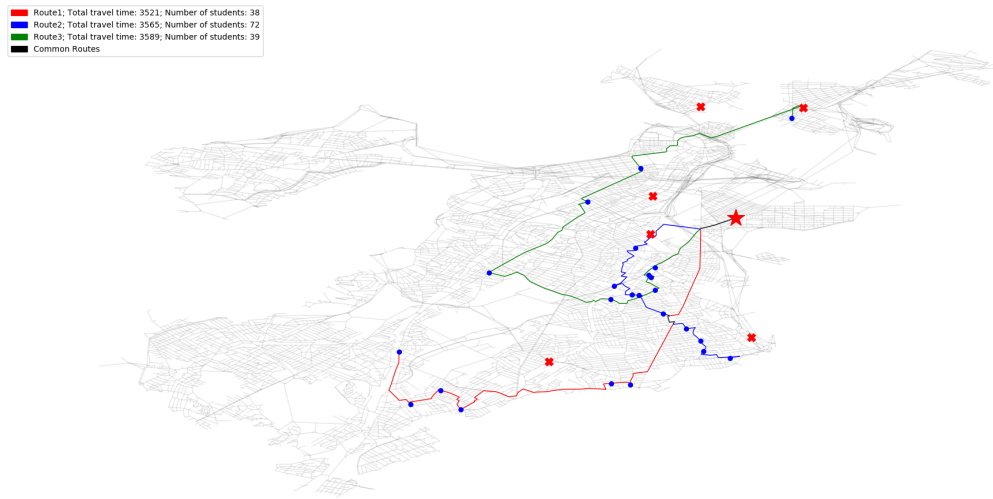 Route1; Total travel time: 3521; Number of students: 38
Route2; Total travel time: 3565; Number of students: 72
Route3; Total travel time: 3589; Number of students: 39
Common Routes